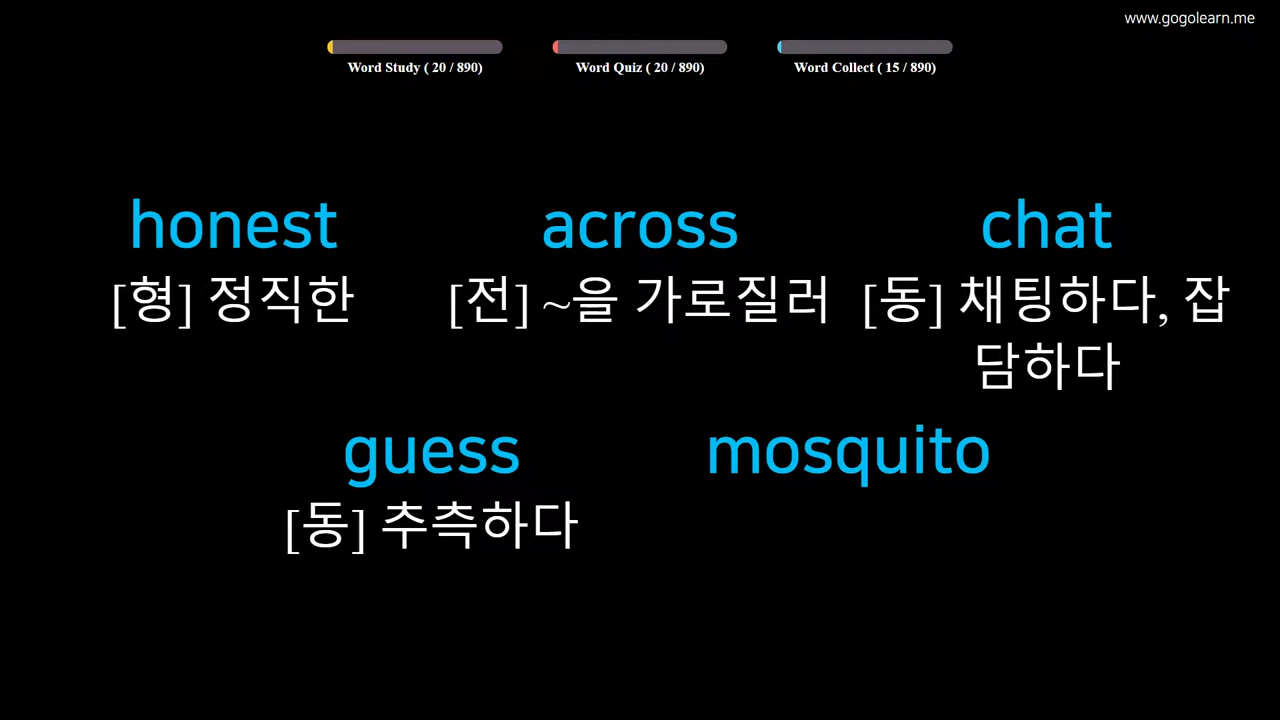 www.gogolearn.me
Word Study ( 20 / 890)
Word Quiz ( 20 / 890)
Word Collect ( 15 / 890)
honest
[형] 정직한
across
[전] ~을 가로질러
chat
[동] 채팅하다, 잡
담하다
guess
[동] 추측하다
mosquito